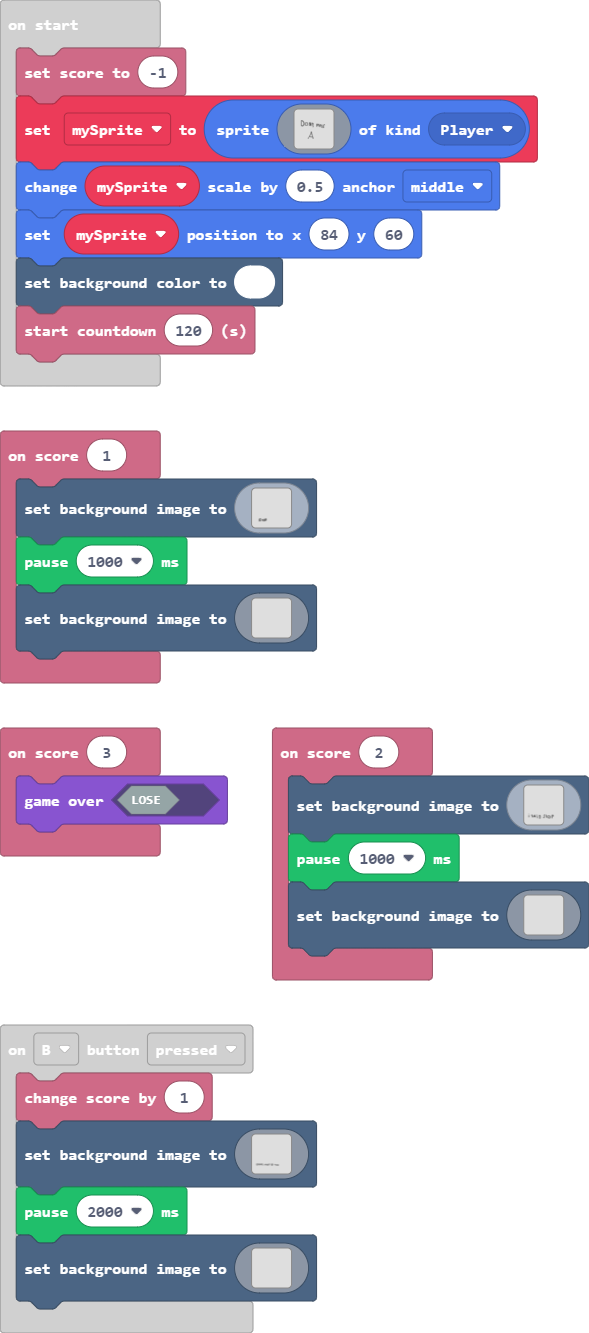 on start
set score to -1
set mySprite to sprite of kind Player
change mySprite scale by 0.5 anchor middle
set mySprite position to x 84 y 60
set background color to
start countdown 120 (s)
on score 1
set background image to
pause 1000 ms
set background image to
on score 3
game over LOSE
on score 2
set background image to
pause 1000 ms
set background image to
on B button pressed
change score by 1
set background image to
pause 2000 ms
set background image to